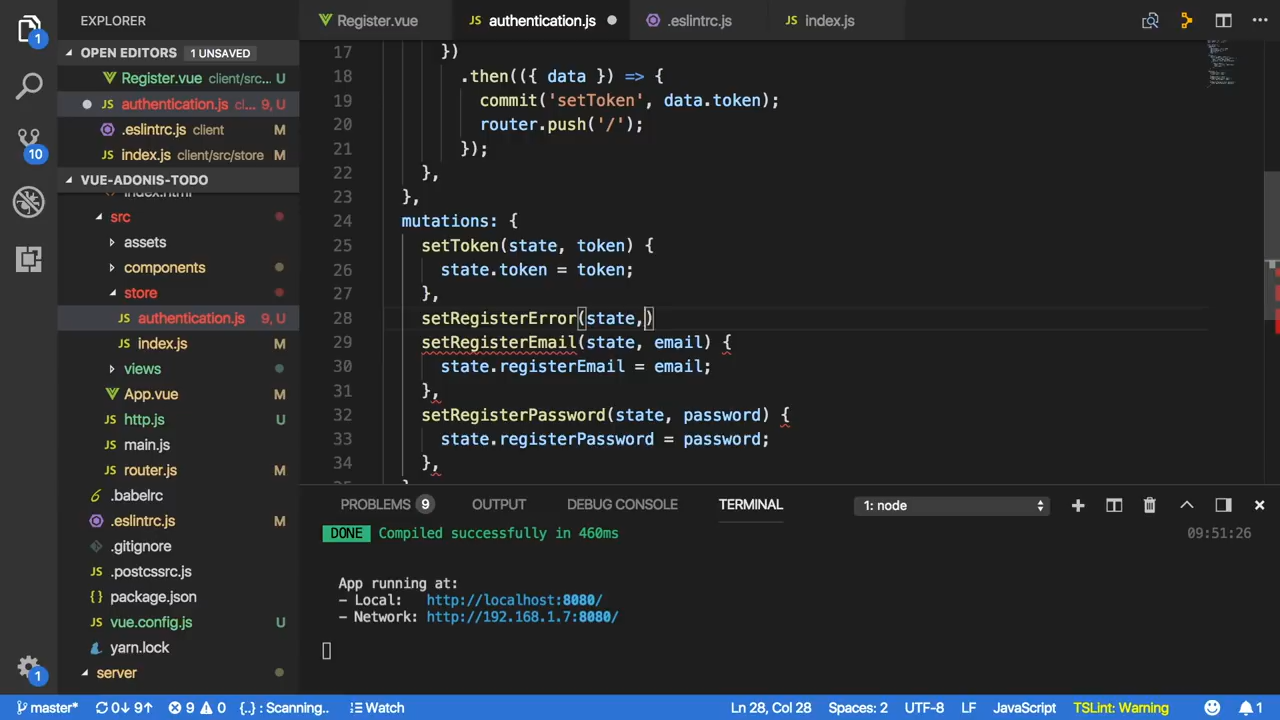 EXPLORER
Register.vue
authentication.js
.eslintrc.js
index.js
1
OPEN EDITORS 1 UNSAVED
Register.vue client/src... U
authentication.js cl... 9, U
.eslintrc.js client M
index.js client/src/store M
10
VUE-ADONIS-TODO
src
assets
components
store
authentication.js 9, U
index.js M
views
App.vue M
http.js U
main.js
router.js M
.babelrc
.eslintrc.js M
.gitignore
.postcssrc.js
package.json
vue.config.js U
yarn.lock
server
1
17 })
18 .then(({ data }) => {
19 commit('setToken', data.token);
20 router.push('/');
21 });
22 },
23 },
24 mutations: {
25 setToken(state, token) {
26 state.token = token;
27 },
28 setRegisterError(state,)
29 setRegisterEmail(state, email) {
30 state.registerEmail = email;
31 },
32 setRegisterPassword(state, password) {
33 state.registerPassword = password;
34 },
PROBLEMS 9 OUTPUT DEBUG CONSOLE TERMINAL 1: node
DONE Compiled successfully in 460ms 09:51:26
App running at:
- Local: http://localhost:8080/
- Network: http://192.168.1.7:8080/
master* 0↓ 9↑ 9 0 {..} : Scanning.. Watch Ln 28, Col 28 Spaces: 2 UTF-8 LF JavaScript TSLint: Warning 1